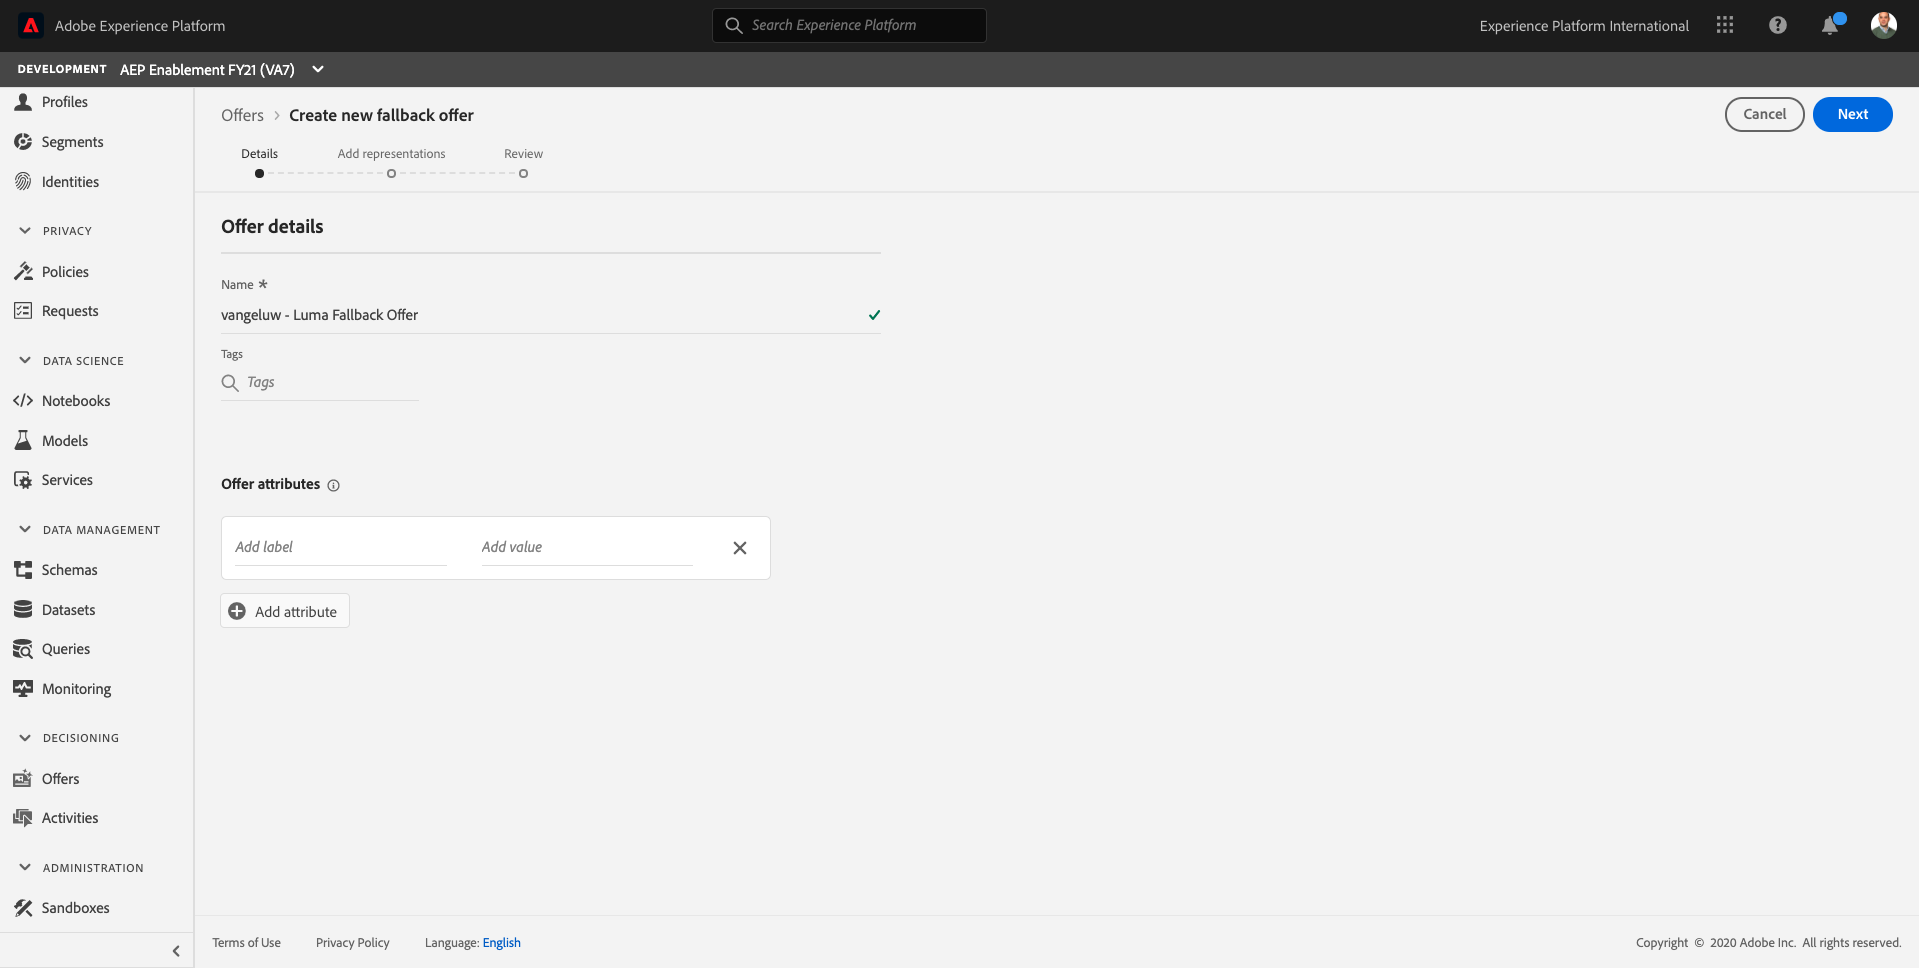 Adobe Experience Platform
Search Experience Platform
Experience Platform International
DEVELOPMENT AEP Enablement FY21 (VA7)
Profiles
Segments
Identities
PRIVACY
Policies
Requests
DATA SCIENCE
Notebooks
Models
Services
DATA MANAGEMENT
Schemas
Datasets
Queries
Monitoring
DECISIONING
Offers
Activities
ADMINISTRATION
Sandboxes
Offers > Create new fallback offer
Cancel
Next
Details
Add representations
Review
Offer details
Name *
vangeluw - Luma Fallback Offer
Tags
Tags
Offer attributes
Add label
Add value
Add attribute
Terms of Use
Privacy Policy
Language: English
Copyright © 2020 Adobe Inc. All rights reserved.